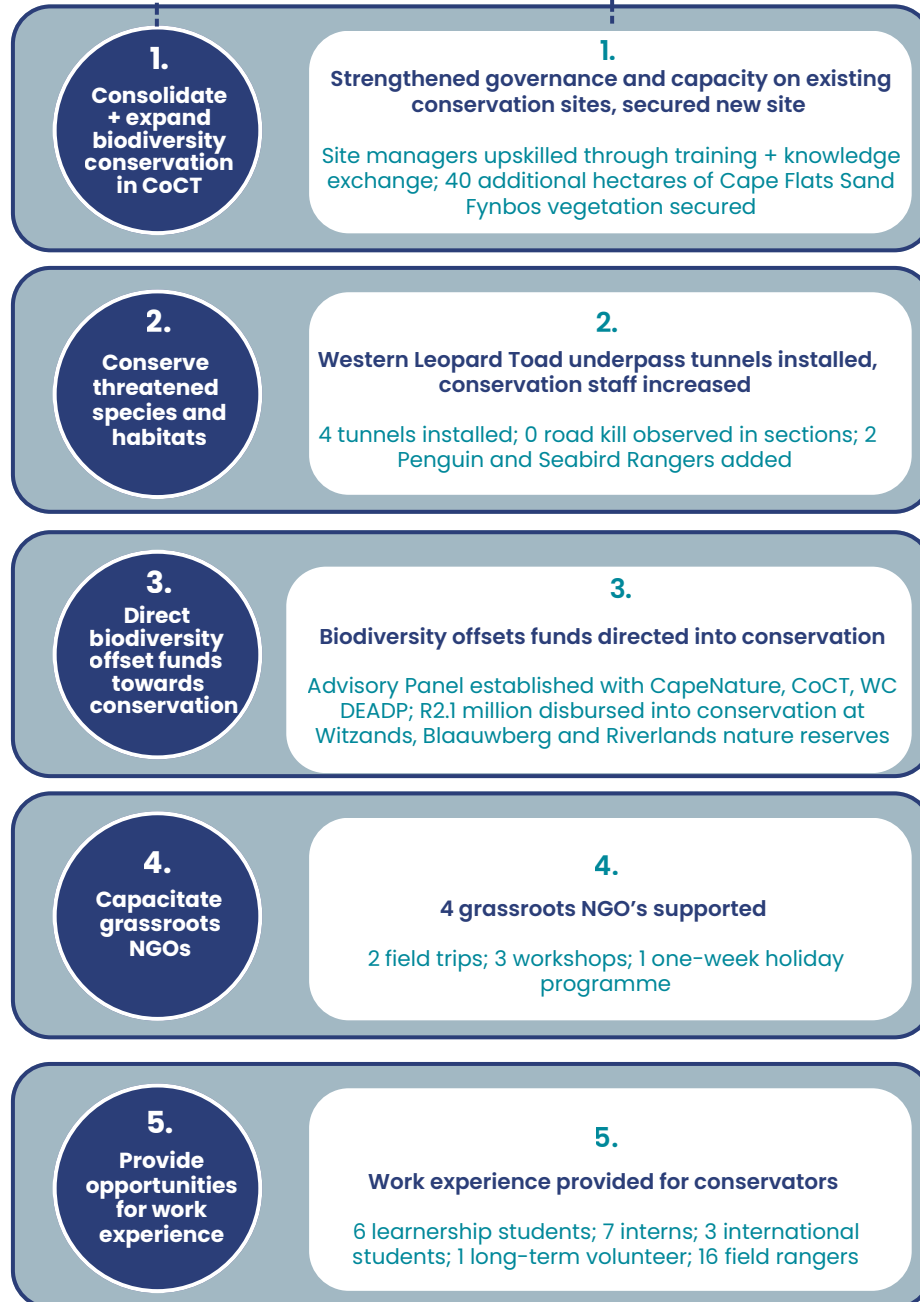 1.
Consolidate
+ expand
biodiversity
conservation
in CoCT
1.
Strengthened governance and capacity on existing
conservation sites, secured new site
Site managers upskilled through training + knowledge
exchange; 40 additional hectares of Cape Flats Sand
Fynbos vegetation secured
2.
Conserve
threatened
species and
habitats
2.
Western Leopard Toad underpass tunnels installed,
conservation staff increased
4 tunnels installed; 0 road kill observed in sections; 2
Penguin and Seabird Rangers added
3.
Direct
biodiversity
offset funds
towards
conservation
3.
Biodiversity offsets funds directed into conservation
Advisory Panel established with CapeNature, CoCT, WC
DEADP; R2.1 million disbursed into conservation at
Witzands, Blaauwberg and Riverlands nature reserves
4.
Capacitate
grassroots
NGOs
4.
4 grassroots NGO’s supported
2 field trips; 3 workshops; 1 one-week holiday
programme
5.
Provide
opportunities
for work
experience
5.
Work experience provided for conservators
6 learnership students; 7 interns; 3 international
students; 1 long-term volunteer; 16 field rangers